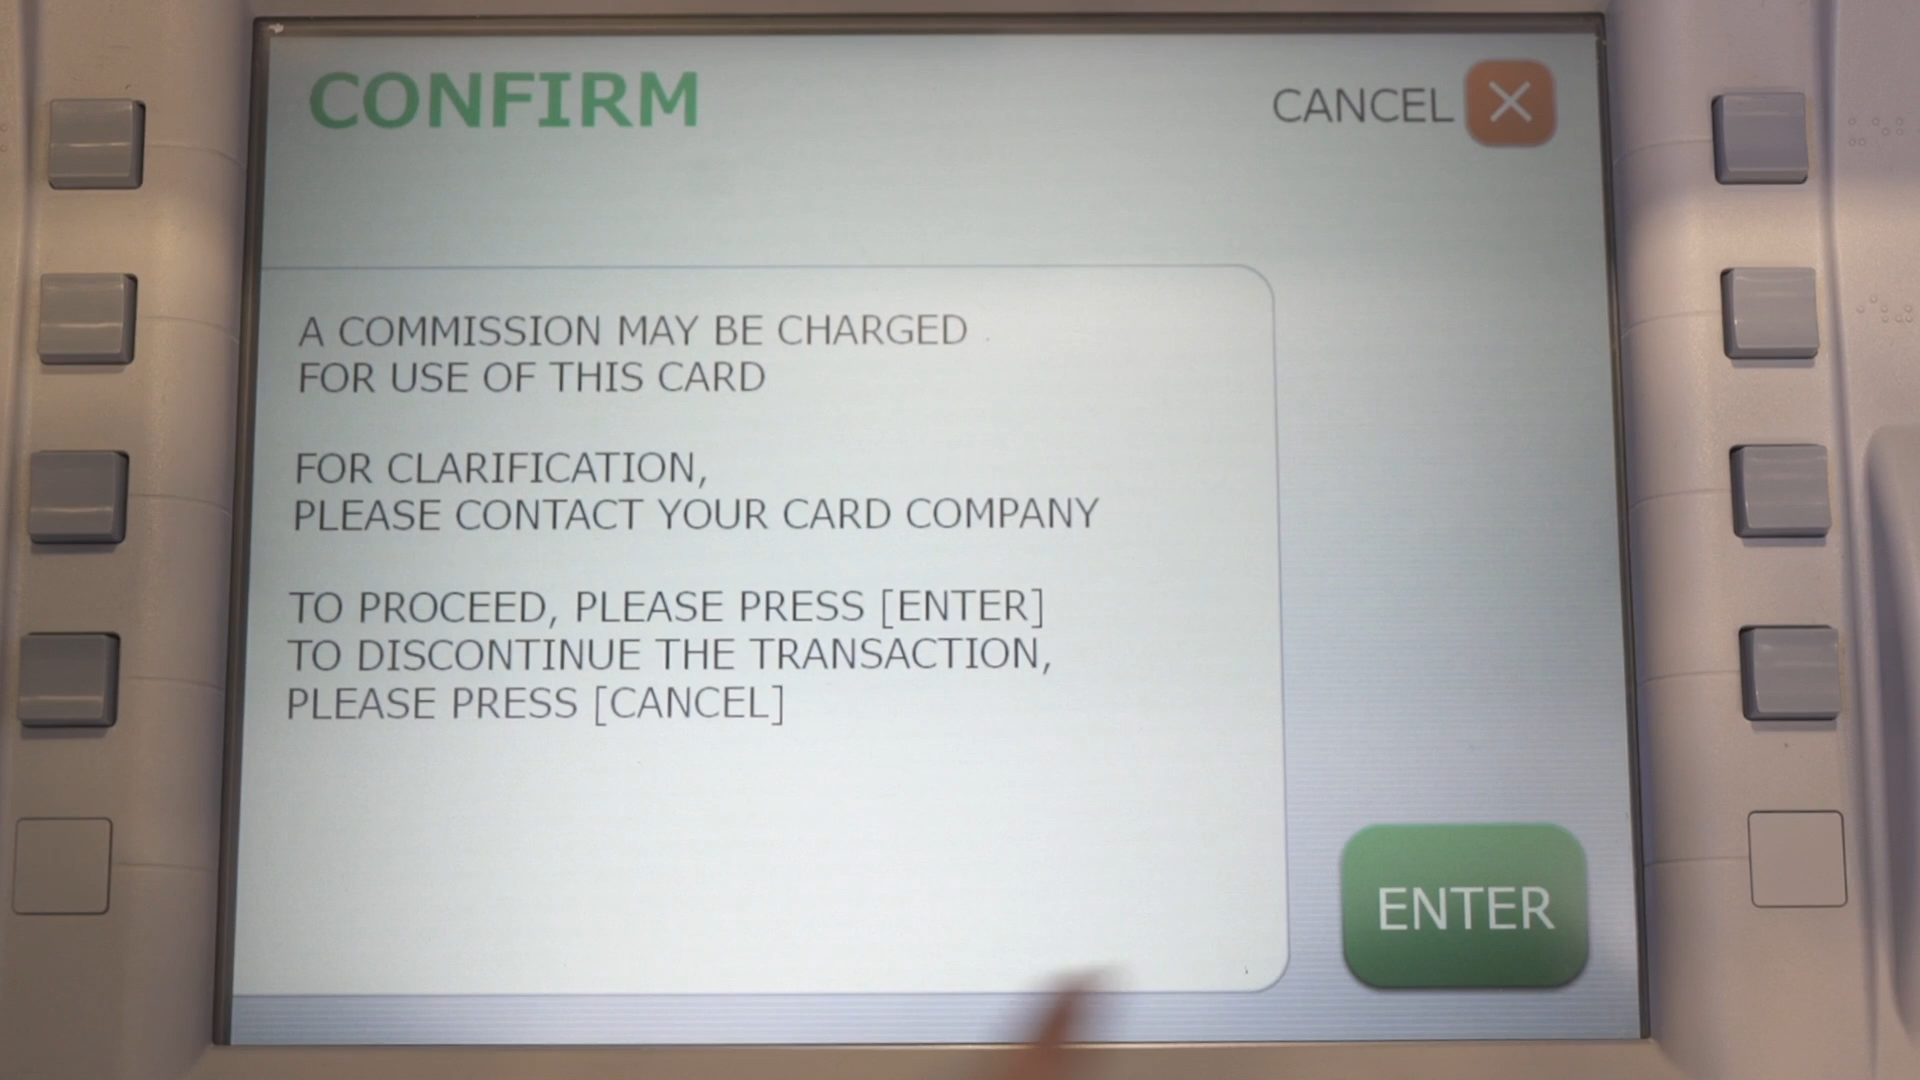 CONFIRM
CANCEL
A COMMISSION MAY BE CHARGED
FOR USE OF THIS CARD
FOR CLARIFICATION,
PLEASE CONTACT YOUR CARD COMPANY
TO PROCEED, PLEASE PRESS [ENTER]
TO DISCONTINUE THE TRANSACTION,
PLEASE PRESS [CANCEL]
ENTER